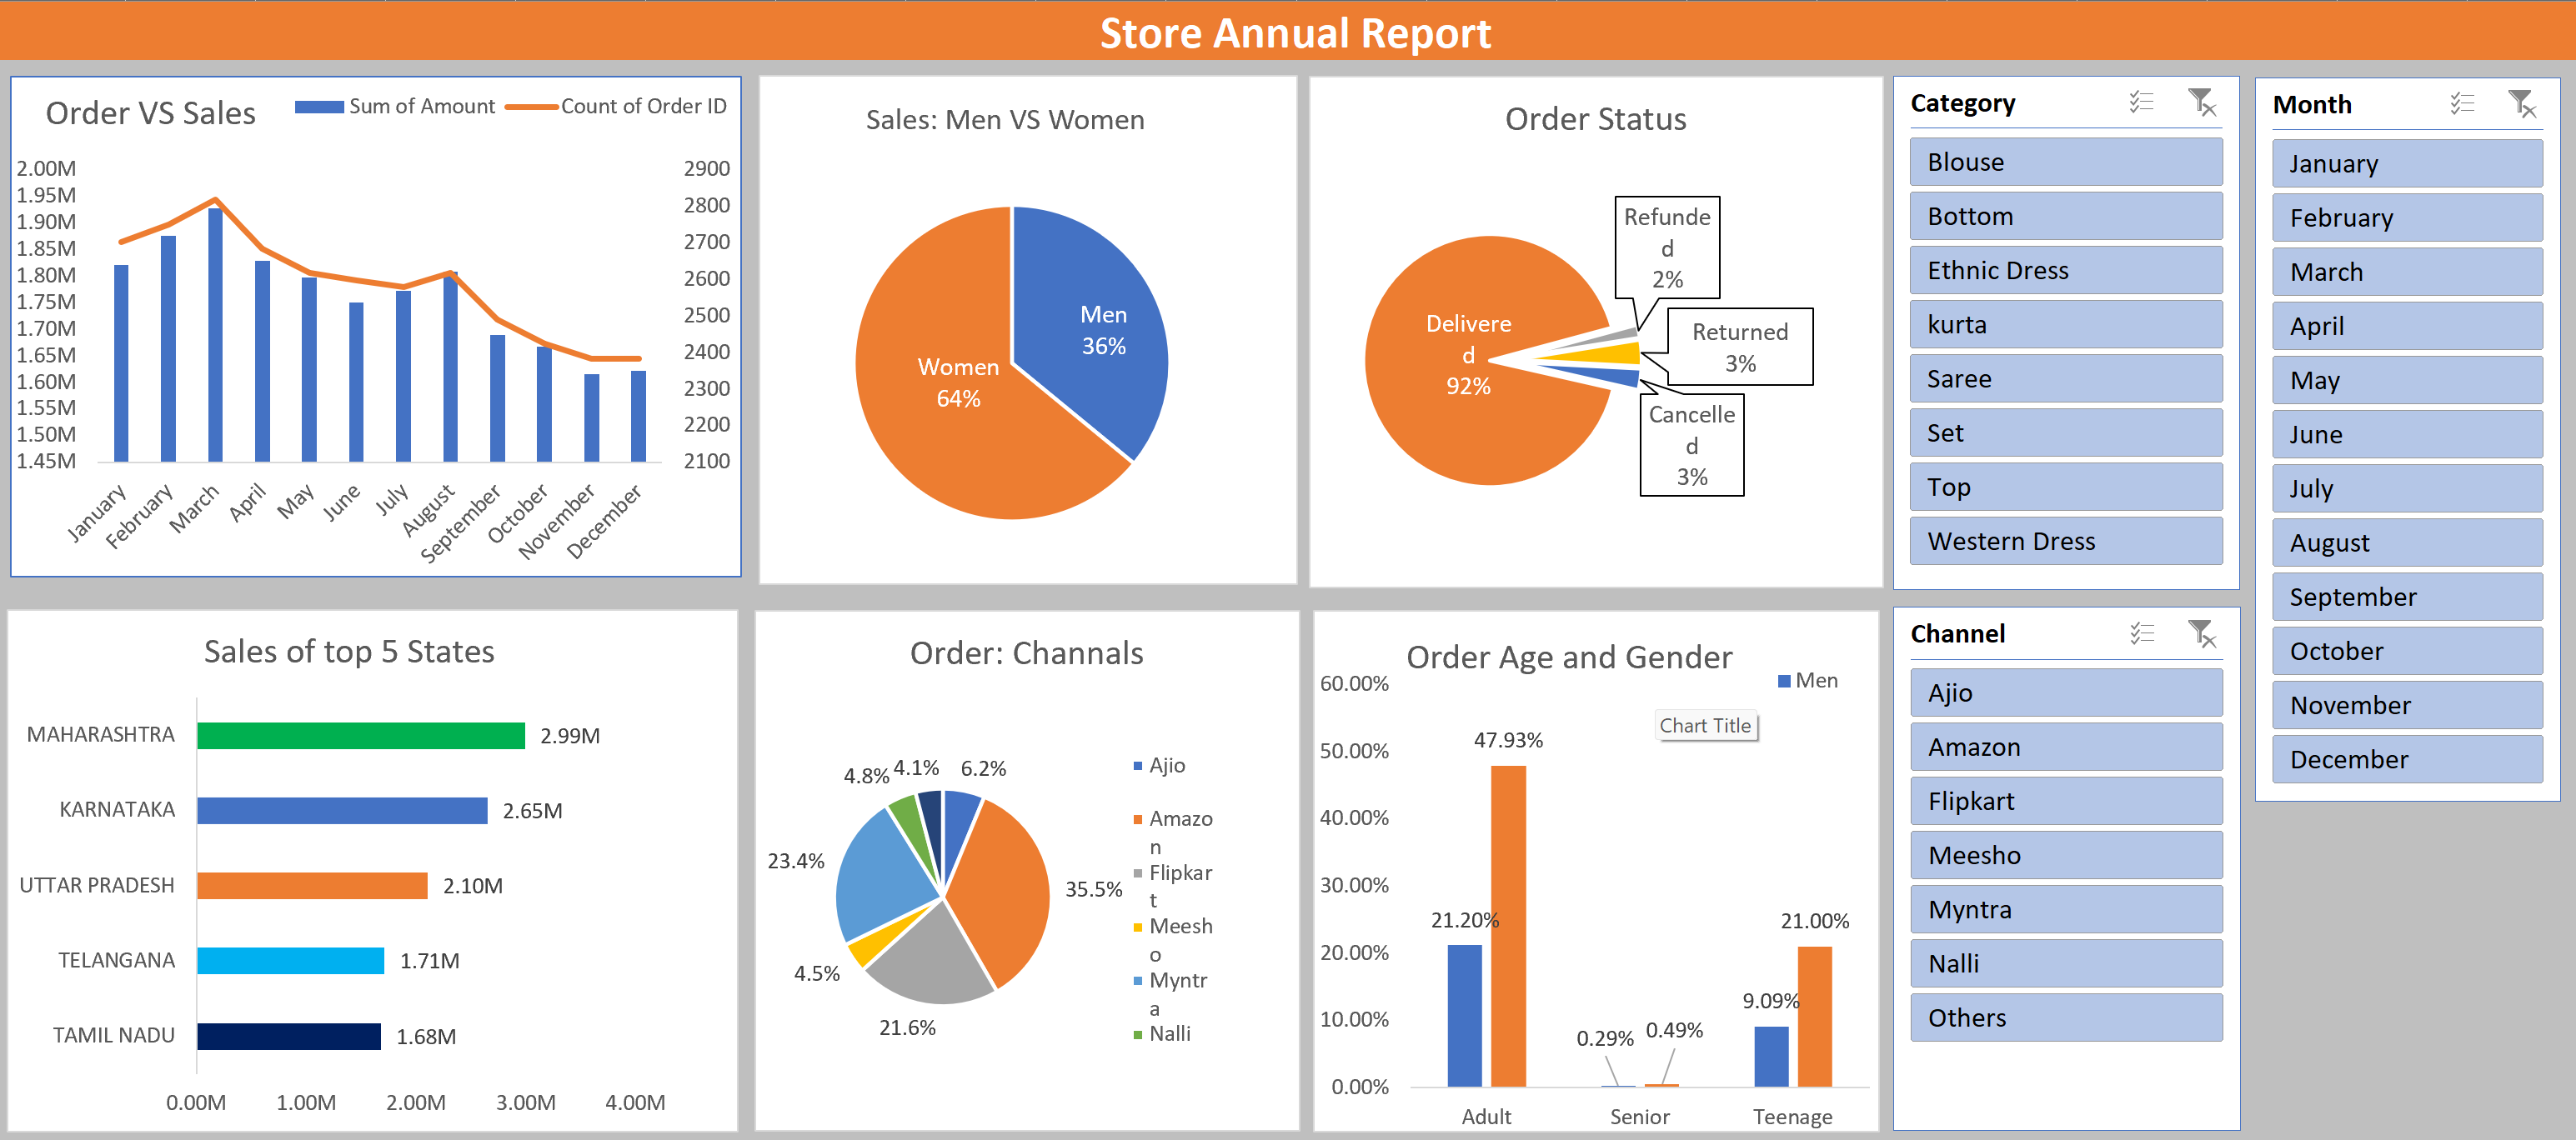 Store Annual Report
Order VS Sales
Sum of Amount
Count of Order ID
2.00M
1.95M
1.90M
1.85M
1.80M
1.75M
1.70M
1.65M
1.60M
1.55M
1.50M
1.45M
2900
2800
2700
2600
2500
2400
2300
2200
2100
January
February
March
April
May
June
July
August
September
October
November
December
Sales: Men VS Women
Men
36%
Women
64%
Order Status
Refunde
d
2%
Returned
3%
Cancelle
d
3%
Delivere
d
92%
Category
Blouse
Bottom
Ethnic Dress
kurta
Saree
Set
Top
Western Dress
Month
January
February
March
April
May
June
July
August
September
October
November
December
Sales of top 5 States
MAHARASHTRA
2.99M
KARNATAKA
2.65M
UTTAR PRADESH
2.10M
TELANGANA
1.71M
TAMIL NADU
1.68M
0.00M
1.00M
2.00M
3.00M
4.00M
Order: Channals
4.8%
4.1%
6.2%
23.4%
35.5%
4.5%
21.6%
Ajio
Amazo
n
Flipkar
t
Meesh
o
Myntr
a
Nalli
Order Age and Gender
Men
Chart Title
60.00%
50.00%
40.00%
30.00%
20.00%
10.00%
0.00%
47.93%
21.20%
0.29%
0.49%
9.09%
21.00%
Adult
Senior
Teenage
Channel
Ajio
Amazon
Flipkart
Meesho
Myntra
Nalli
Others